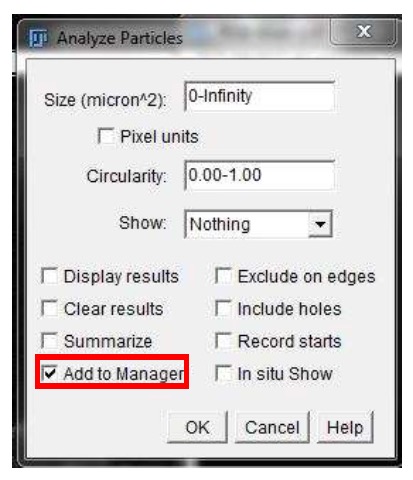 Analyze Particles
Size (micron^2): 0-Infinity
Pixel units
Circularity: 0.00-1.00
Show: Nothing
Display results Exclude on edges
Clear results Include holes
Summarize Record starts
Add to Manager In situ Show
OK Cancel Help